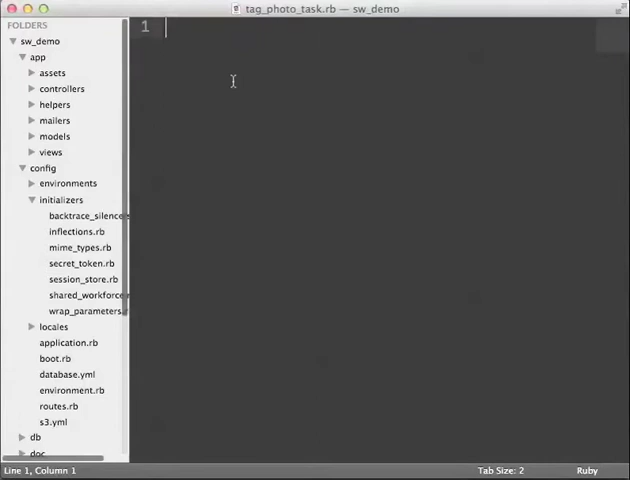 tag_photo_task.rb — sw_demo
FOLDERS
sw_demo
app
assets
controllers
helpers
mailers
models
views
config
environments
initializers
backtrace_silence
inflections.rb
mime_types.rb
secret_token.rb
session_store.rb
shared_workforce
wrap_parameters.
locales
application.rb
boot.rb
database.yml
environment.rb
routes.rb
s3.yml
db
doc
1
Line 1, Column 1
Tab Size: 2
Ruby